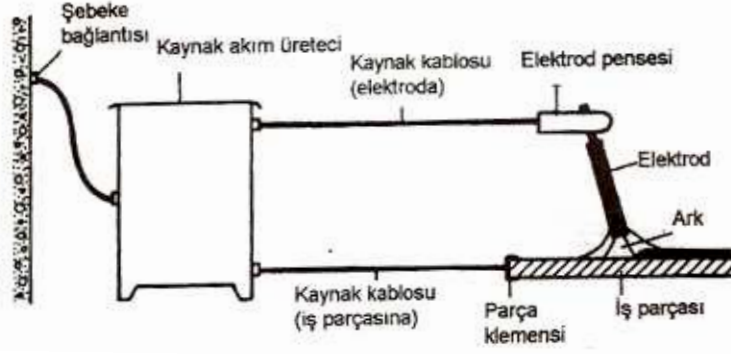 Şebeke
bağlantısı
Kaynak akım üreteci
Kaynak kablosu
(elektroda)
Elektrod pensesi
Elektrod
Ark
Kaynak kablosu
(iş parçasına)
Parça
klemensi
İş parçası